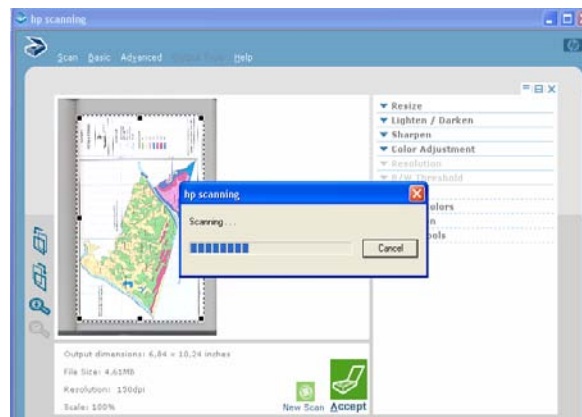 hp scanning
Scan Basic Advanced Help
Resize
Lighten / Darken
Sharpen
Color Adjustment
Resolution
B/W Threshold
hp scanning
Scanning...
Cancel
Output dimensions: 6,84 x 10,24 inches
File Size: 4,61MB
Resolution: 150dpi
Scale: 100%
New Scan Accept